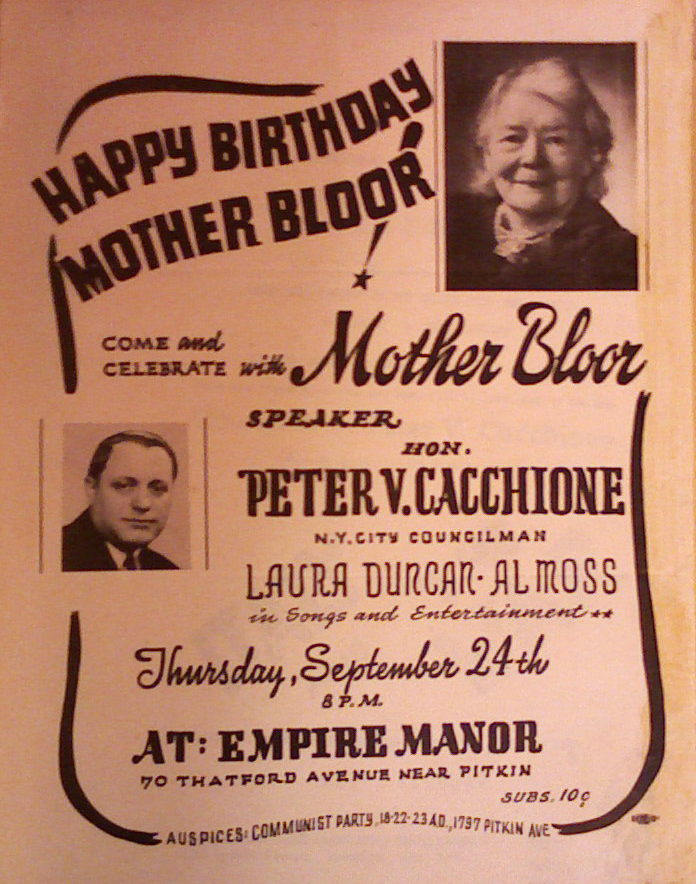 HAPPY BIRTHDAY
MOTHER BLOOR!
COME and
CELEBRATE with Mother Bloor
SPEAKER
HON.
PETER V. CACCHIONE
N.Y. CITY COUNCILMAN
LAURA DUNCAN · AL MOSS
in Songs and Entertainment
Thursday, September 24th
8 P.M.
AT: EMPIRE MANOR
70 THATFORD AVENUE NEAR PITKIN
SUBS. 10¢
AUSPICES: COMMUNIST PARTY, 18-22-23 AD., 1797 PITKIN AVE